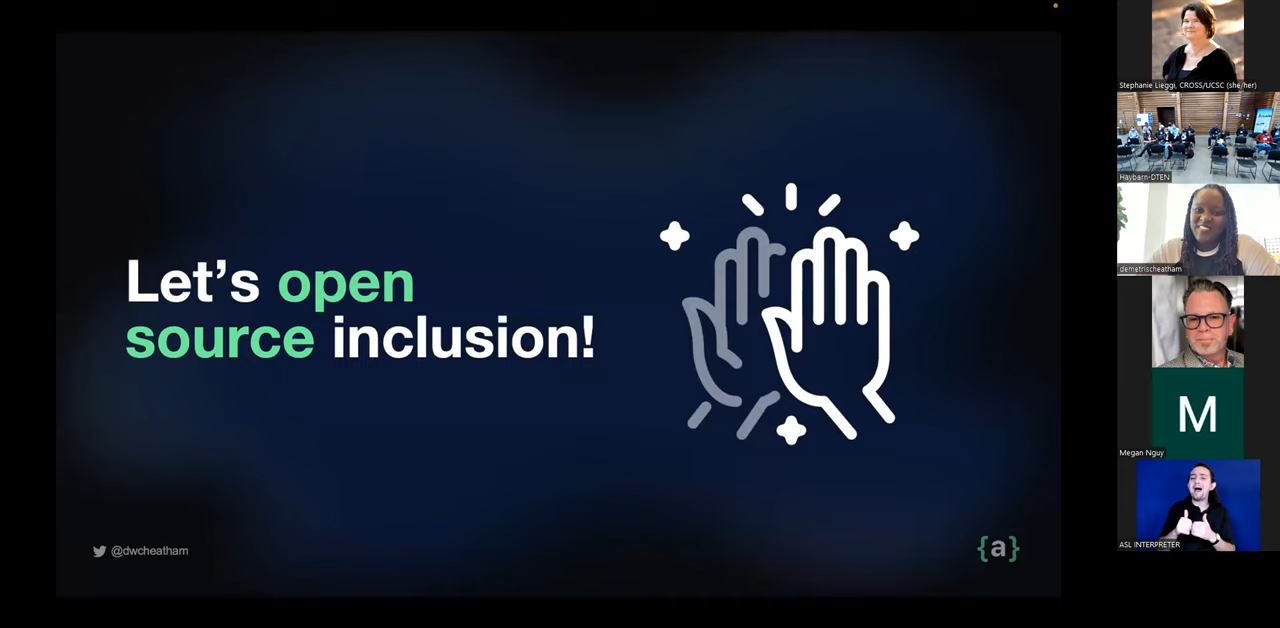 Let's open
source inclusion!
@dwcheatham
{a}
Stephanie Lieggi, CROSS/UCSC (she/her)
Haybarn-DTEN
demetrischeatham
M
Megan Nguy
ASL INTERPRETER